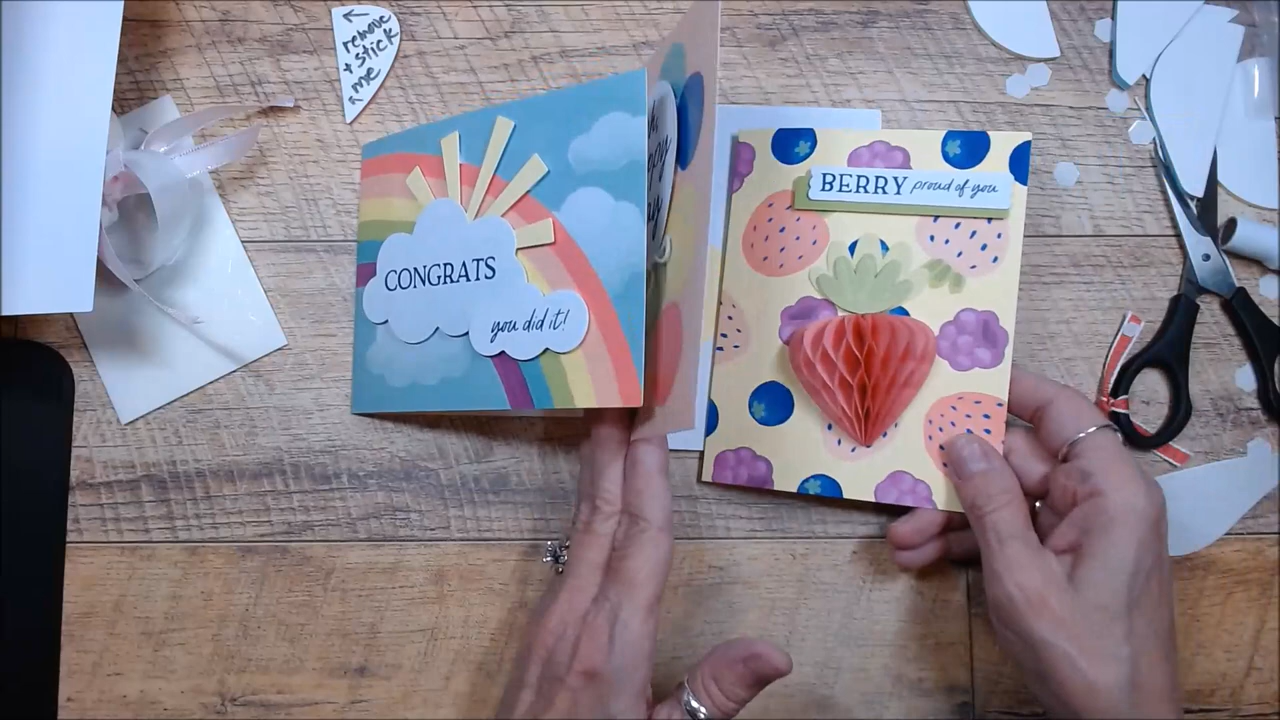 remove
+ stick
me
CONGRATS
you did it!
BERRY proud of you